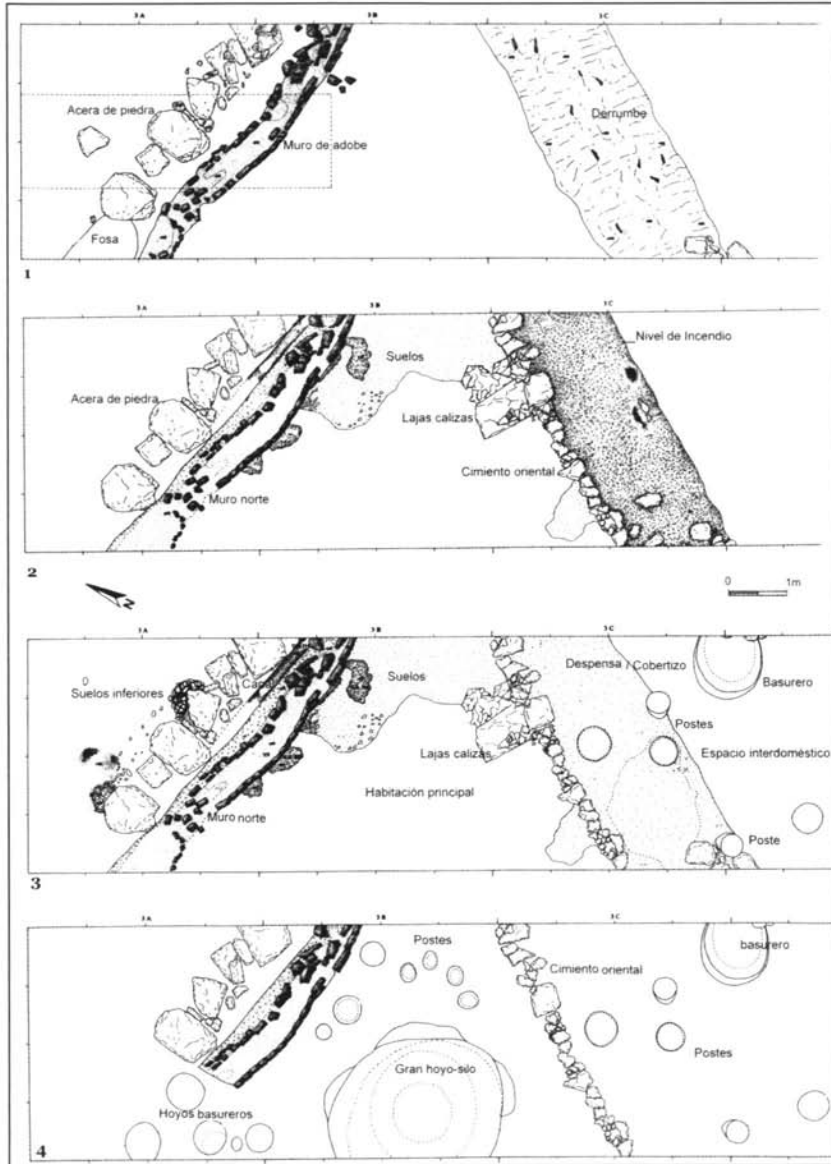 3A 3B 3C
Acera de piedra
Muro de adobe
Derrumbe
Fosa
1
3A 3B 3C
Suelos
Nivel de Incendio
Acera de piedra
Lajas calizas
Cimiento oriental
Muro norte
2
N
0 1m
3A 3B 3C
Suelos inferiores
Suelos
Despensa / Cobertizo
Basurero
Postes
Lajas calizas
Espacio interdoméstico
Habitación principal
Muro norte
Poste
3
3A 3B 3C
Postes
Cimiento oriental
basurero
Postes
Gran hoyo-silo
Hoyos basureros
4